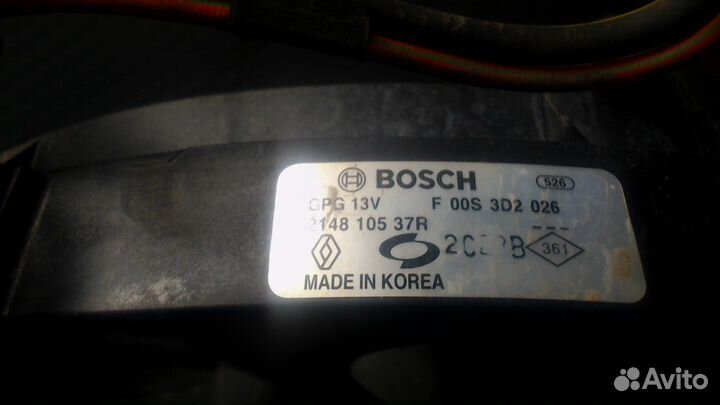 BOSCH
526
GPG 13V F 00S 3D2 026
2148 105 37R
361
MADE IN KOREA
Avito